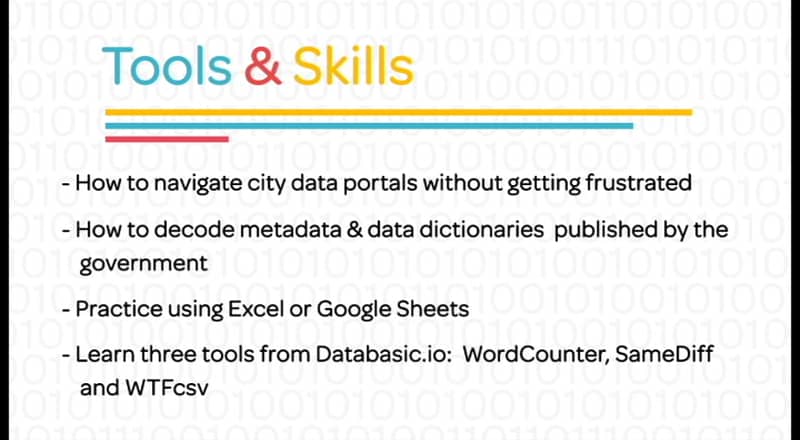 Tools & Skills
- How to navigate city data portals without getting frustrated
- How to decode metadata & data dictionaries published by the
government
- Practice using Excel or Google Sheets
- Learn three tools from Databasic.io: WordCounter, SameDiff
and WTFcsv